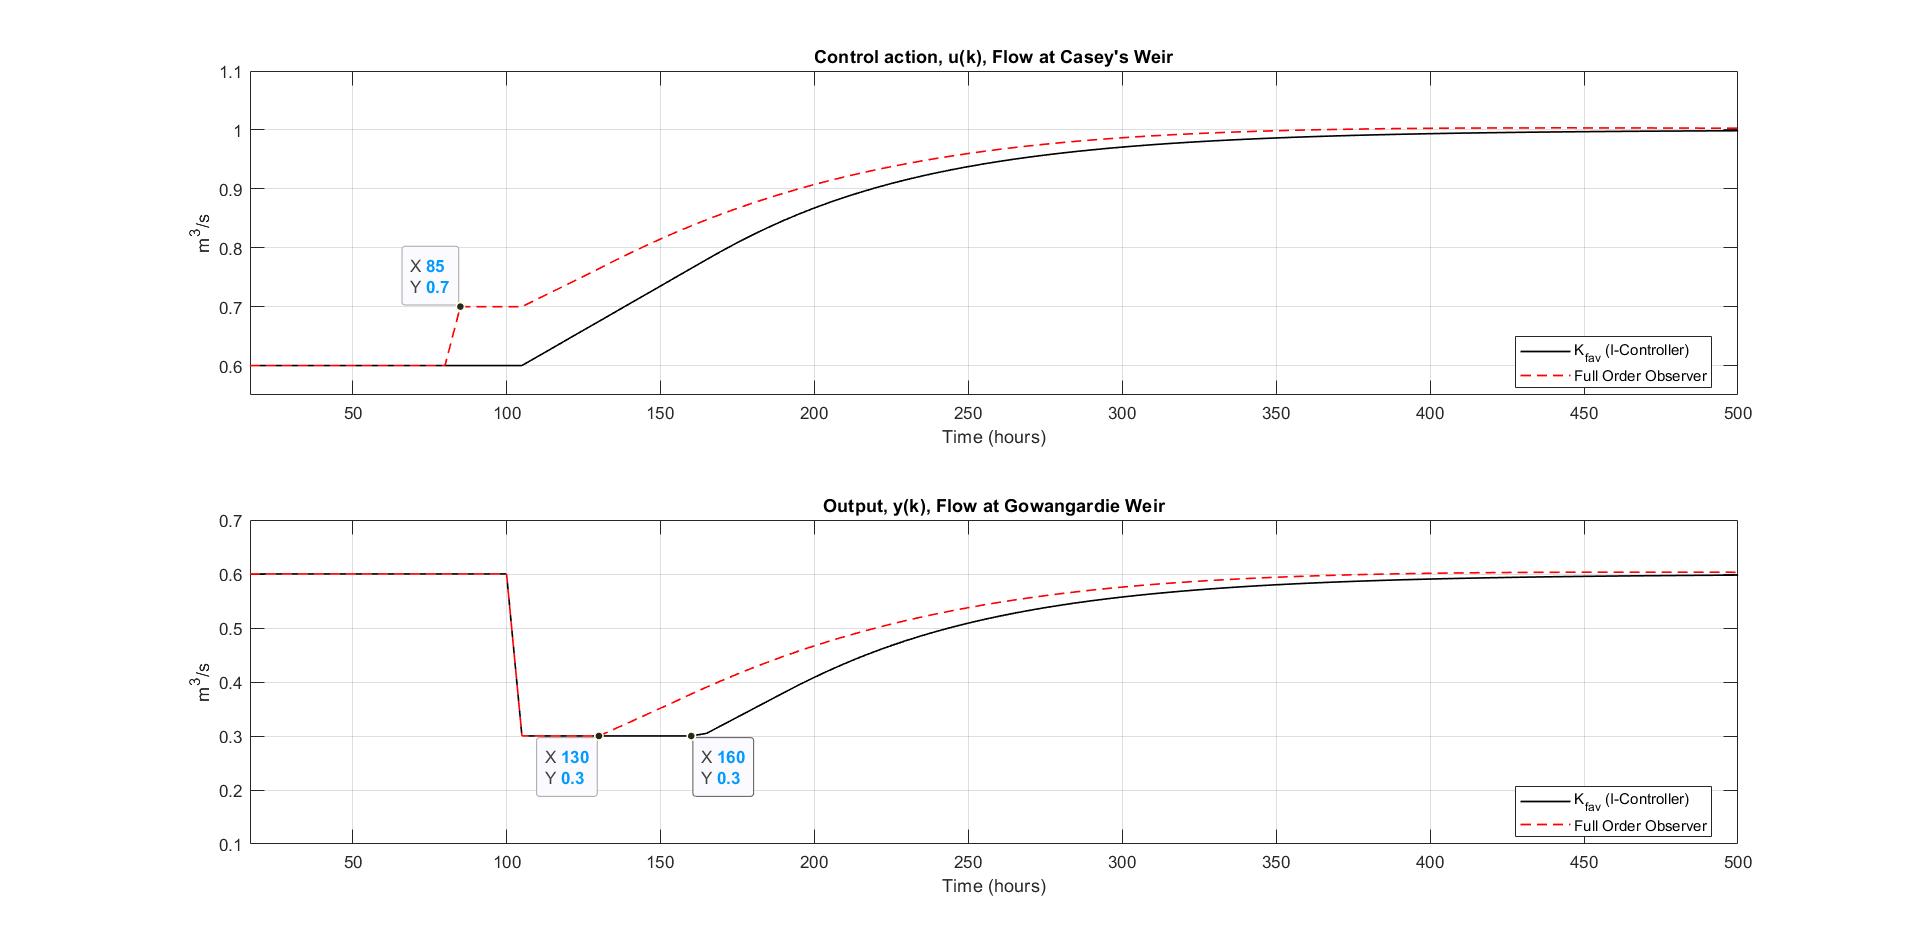 Control action, u(k), Flow at Casey's Weir
1.1
1
0.9
0.8
0.7
0.6
m³/s
X 85
Y 0.7
K_fav (I-Controller)
Full Order Observer
50 100 150 200 250 300 350 400 450 500
Time (hours)
Output, y(k), Flow at Gowangardie Weir
0.7
0.6
0.5
0.4
0.3
0.2
0.1
m³/s
X 130
Y 0.3
X 160
Y 0.3
K_fav (I-Controller)
Full Order Observer
50 100 150 200 250 300 350 400 450 500
Time (hours)